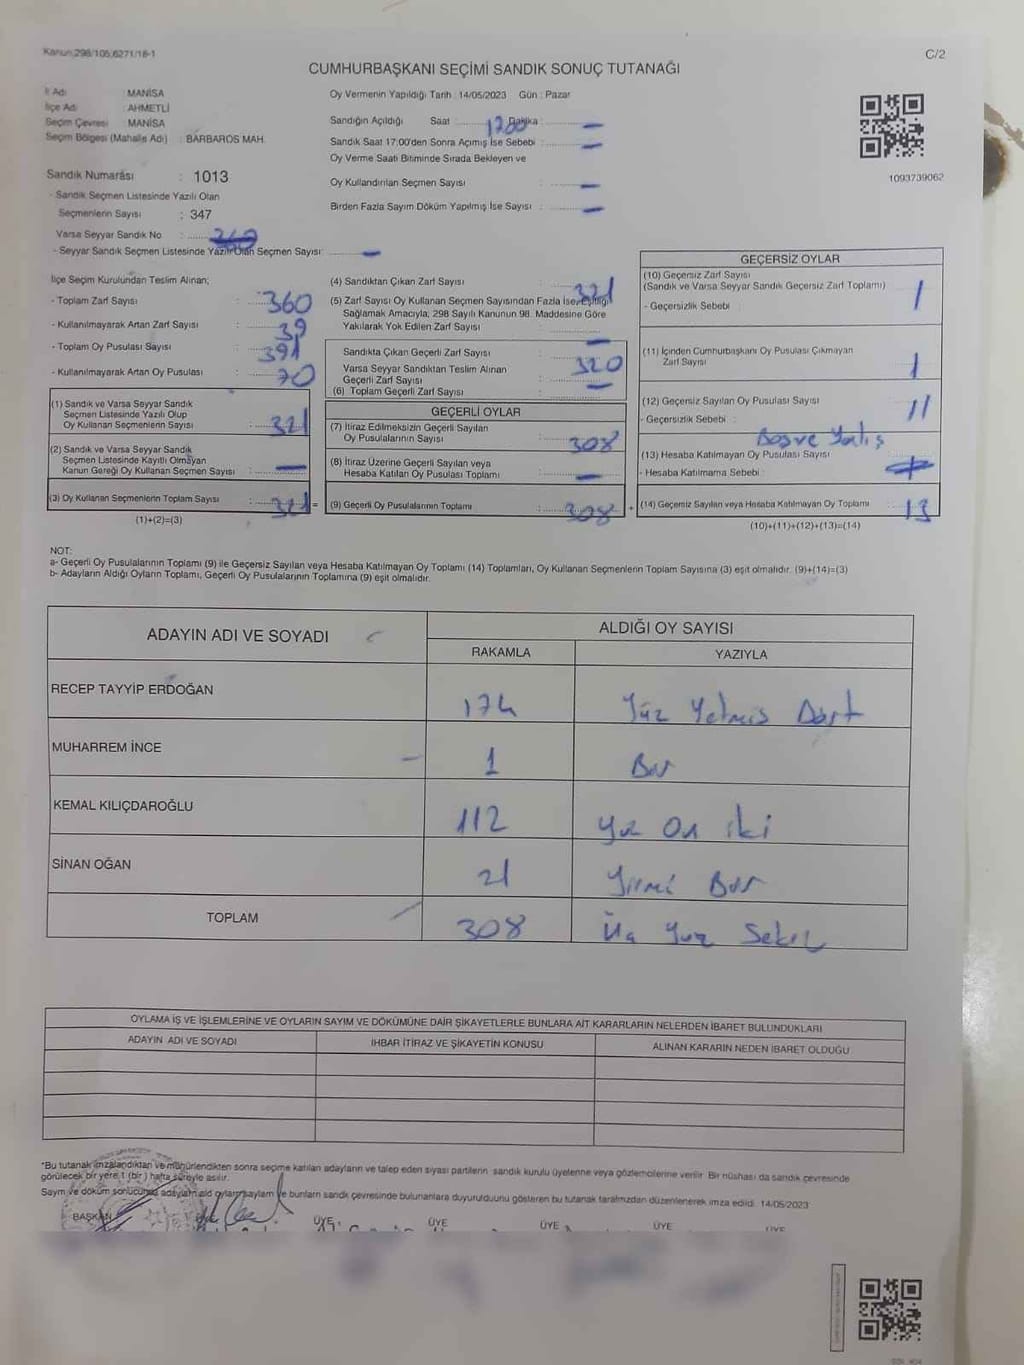 Kanun;298/105;6271/18-1
C/2
CUMHURBAŞKANI SEÇİMİ SANDIK SONUÇ TUTANAĞI
İl Adı : MANİSA
İlçe Adı : AHMETLİ
Seçim Çevresi : MANİSA
Seçim Bölgesi (Mahalle Adı) : BARBAROS MAH.
Sandık Numarası : 1013
- Sandık Seçmen Listesinde Yazılı Olan
Seçmenlerin Sayısı : 347
Varsa Seyyar Sandık No :
- Seyyar Sandık Seçmen Listesinde Yazılı Olan Seçmen Sayısı: —
Oy Vermenin Yapıldığı Tarih : 14/05/2023 Gün : Pazar
Sandığın Açıldığı Saat : 1700 Dakika : —
Sandık Saat 17:00'den Sonra Açımış İse Sebebi : —
Oy Verme Saati Bitiminde Sırada Bekleyen ve
Oy Kullandırılan Seçmen Sayısı : —
Birden Fazla Sayım Döküm Yapılmış İse Sayısı : —
1093739062
İlçe Seçim Kurulundan Teslim Alınan;
- Toplam Zarf Sayısı : 360
- Kullanılmayarak Artan Zarf Sayısı : 39
- Toplam Oy Pusulası Sayısı : 391
- Kullanılmayarak Artan Oy Pusulası : 70
(1) Sandık ve Varsa Seyyar Sandık
Seçmen Listesinde Yazılı Olup
Oy Kullanan Seçmenlerin Sayısı : 321
(2) Sandık ve Varsa Seyyar Sandık
Seçmen Listesinde Kayıtlı Olmayan
Kanun Gereği Oy Kullanan Seçmen Sayısı : —
(3) Oy Kullanan Seçmenlerin Toplam Sayısı : 321 =
(1)+(2)=(3)
(4) Sandıktan Çıkan Zarf Sayısı : 321
(5) Zarf Sayısı Oy Kullanan Seçmen Sayısından Fazla İse, Eşitliği
Sağlamak Amacıyla, 298 Sayılı Kanunun 98. Maddesine Göre
Yakılarak Yok Edilen Zarf Sayısı : —
Sandıkta Çıkan Geçerli Zarf Sayısı : 320
Varsa Seyyar Sandıktan Teslim Alınan
Geçerli Zarf Sayısı : —
(6) Toplam Geçerli Zarf Sayısı :
GEÇERLİ OYLAR
(7) İtiraz Edilmeksizin Geçerli Sayılan
Oy Pusulalarının Sayısı : 308
(8) İtiraz Üzerine Geçerli Sayılan veya
Hesaba Katılan Oy Pusulası Toplamı : —
(9) Geçerli Oy Pusulalarının Toplamı : 308 +
GEÇERSİZ OYLAR
(10) Geçersiz Zarf Sayısı
(Sandık ve Varsa Seyyar Sandık Geçersiz Zarf Toplamı) : 1
- Geçersizlik Sebebi :
(11) İçinden Cumhurbaşkanı Oy Pusulası Çıkmayan
Zarf Sayısı : 1
(12) Geçersiz Sayılan Oy Pusulası Sayısı : 11
- Geçersizlik Sebebi : Boş ve Yanlış
(13) Hesaba Katılmayan Oy Pusulası Sayısı :
- Hesaba Katılmama Sebebi :
(14) Geçersiz Sayılan veya Hesaba Katılmayan Oy Toplamı : 13
(10)+(11)+(12)+(13)=(14)
NOT:
a- Geçerli Oy Pusulalarının Toplamı (9) ile Geçersiz Sayılan veya Hesaba Katılmayan Oy Toplamı (14) Toplamları, Oy Kullanan Seçmenlerin Toplam Sayısına (3) eşit olmalıdır. (9)+(14)=(3)
b- Adayların Aldığı Oyların Toplamı, Geçerli Oy Pusulalarının Toplamına (9) eşit olmalıdır.
ADAYIN ADI VE SOYADI ALDIĞI OY SAYISI
RAKAMLA YAZIYLA
RECEP TAYYİP ERDOĞAN 174 Yüz Yetmis Dört
MUHARREM İNCE 1 Bir
KEMAL KILIÇDAROĞLU 112 Yüz On iki
SİNAN OĞAN 21 Yirmi Bir
TOPLAM 308 Üç Yüz Sekiz
OYLAMA İŞ VE İŞLEMLERİNE VE OYLARIN SAYIM VE DÖKÜMÜNE DAİR ŞİKAYETLERLE BUNLARA AİT KARARLARIN NELERDEN İBARET BULUNDUKLARI
ADAYIN ADI VE SOYADI IHBAR İTİRAZ VE ŞİKAYETİN KONUSU ALINAN KARARIN NEDEN İBARET OLDUĞU
*Bu tutanak imzalandıktan ve mühürlendikten sonra seçime katılan adayların ve talep eden siyasi partilerin sandık kurulu üyelerine veya gözlemcilerine verilir. Bir nüshası da sandık çevresinde
görülecek bir yere 1 (bir) hafta süreyle asılır.
Sayım ve döküm sonucunda adayların aldığı oyların sayıları ve bunların sandık çevresinde bulunanlara duyurulduğunu gösteren bu tutanak tarafımızdan düzenlenerek imza edildi. 14/05/2023
BAŞKAN ÜYE ÜYE ÜYE ÜYE ÜYE